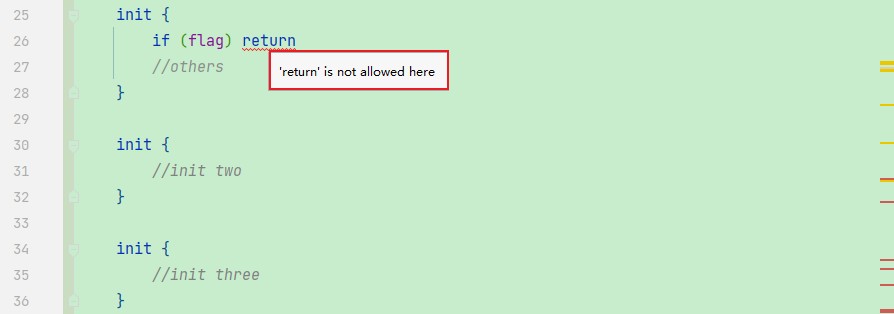 25 init {
26 if (flag) return
27 //others
'return' is not allowed here
28 }
29
30 init {
31 //init two
32 }
33
34 init {
35 //init three
36 }